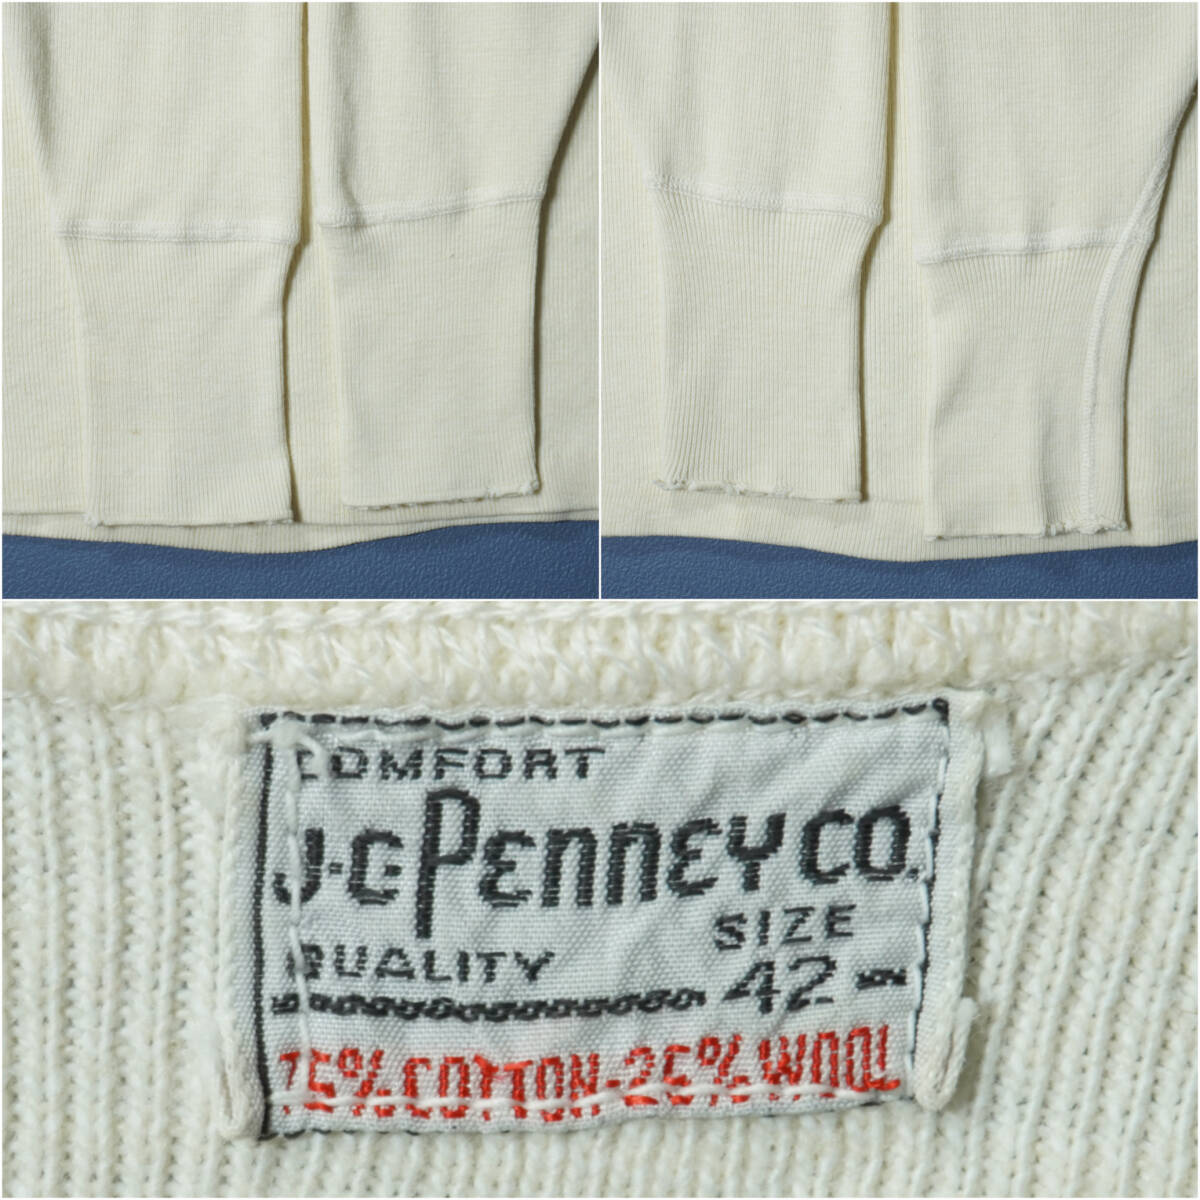 COMFORT
J.C. PENNEY CO.
QUALITY
SIZE
42
75% COTTON-25% WOOL